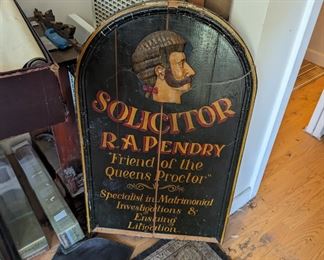 SOLICITOR
R.A.PENDRY
"Friend of the
Queens Proctor"
Specialist in Matrimonial
Investigations &
Ensuing
Litigation.